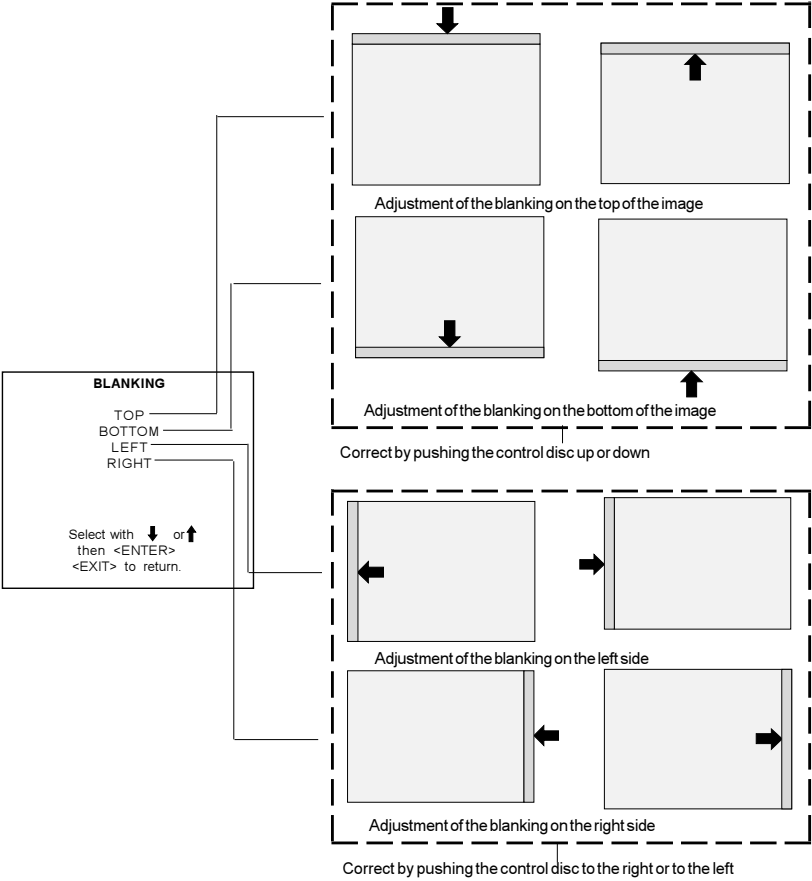 Adjustment of the blanking on the top of the image
Adjustment of the blanking on the bottom of the image
Correct by pushing the control disc up or down
BLANKING
TOP
BOTTOM
LEFT
RIGHT
Select with or
then <ENTER>
<EXIT> to return.
Adjustment of the blanking on the left side
Adjustment of the blanking on the right side
Correct by pushing the control disc to the right or to the left